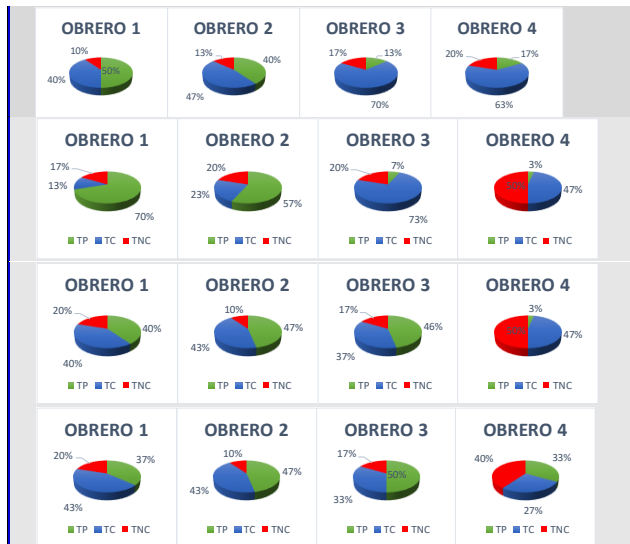 OBRERO 1 OBRERO 2 OBRERO 3 OBRERO 4
10% 50% 13% 40% 17% 13% 20% 17%
40% 47% 70% 63%
OBRERO 1 OBRERO 2 OBRERO 3 OBRERO 4
17% 20% 20% 7% 3%
13% 70% 23% 57% 73% 47%
TP TC TNC TP TC TNC TP TC TNC TP TC TNC
OBRERO 1 OBRERO 2 OBRERO 3 OBRERO 4
20% 40% 10% 47% 17% 46% 3%
40% 43% 37% 47%
TP TC TNC TP TC TNC TP TC TNC TP TC TNC
OBRERO 1 OBRERO 2 OBRERO 3 OBRERO 4
20% 37% 10% 47% 17% 50% 40% 33%
43% 43% 33% 27%
TP TC TNC TP TC TNC TP TC TNC TP TC TNC